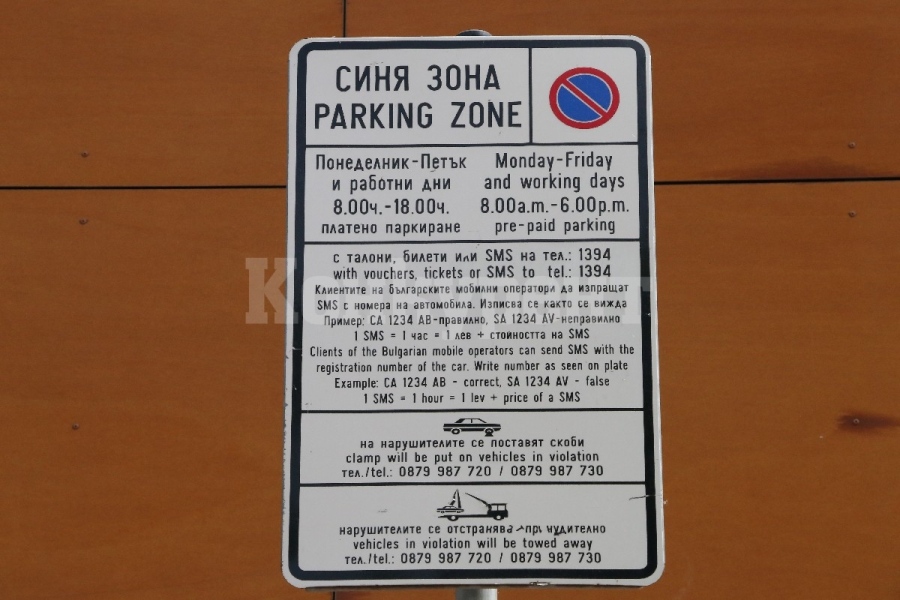 СИНЯ ЗОНА
PARKING ZONE
Понеделник-Петък
и работни дни
8.00ч.-18.00ч.
платено паркиране
Monday-Friday
and working days
8.00a.m.-6.00p.m.
pre-paid parking
с талони, билети или SMS на тел.: 1394
with vouchers, tickets or SMS to tel.: 1394
Клиентите на българските мобилни оператори да изпращат
SMS с номера на автомобила. Изписва се както се вижда
Пример: СА 1234 АВ-правилно, SA 1234 AV-неправилно
1 SMS = 1 час = 1 лев + стойността на SMS
Clients of the Bulgarian mobile operators can send SMS with the
registration number of the car. Write number as seen on plate
Example: CA 1234 AB - correct, SA 1234 AV - false
1 SMS = 1 hour = 1 lev + price of a SMS
на нарушителите се поставят скоби
clamp will be put on vehicles in violation
тел./tel.: 0879 987 720 / 0879 987 730
нарушителите се
vehicles in violation will be towed away
тел./tel.: 0879 987 720 / 0879 987 730